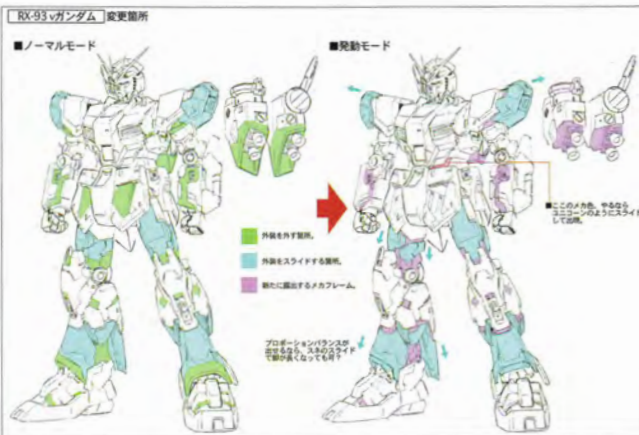 RX-93 νガンダム 変更箇所
■ノーマルモード
■発動モード
外装を外す箇所。
外装をスライドする箇所。
新たに露出するメカフレーム。
■ここのメカ色、やるなら
ユニコーンのようにスライド
して出現。
プロポーションバランスが
出せるなら、スネのスライド
で脚が長くなっても可?